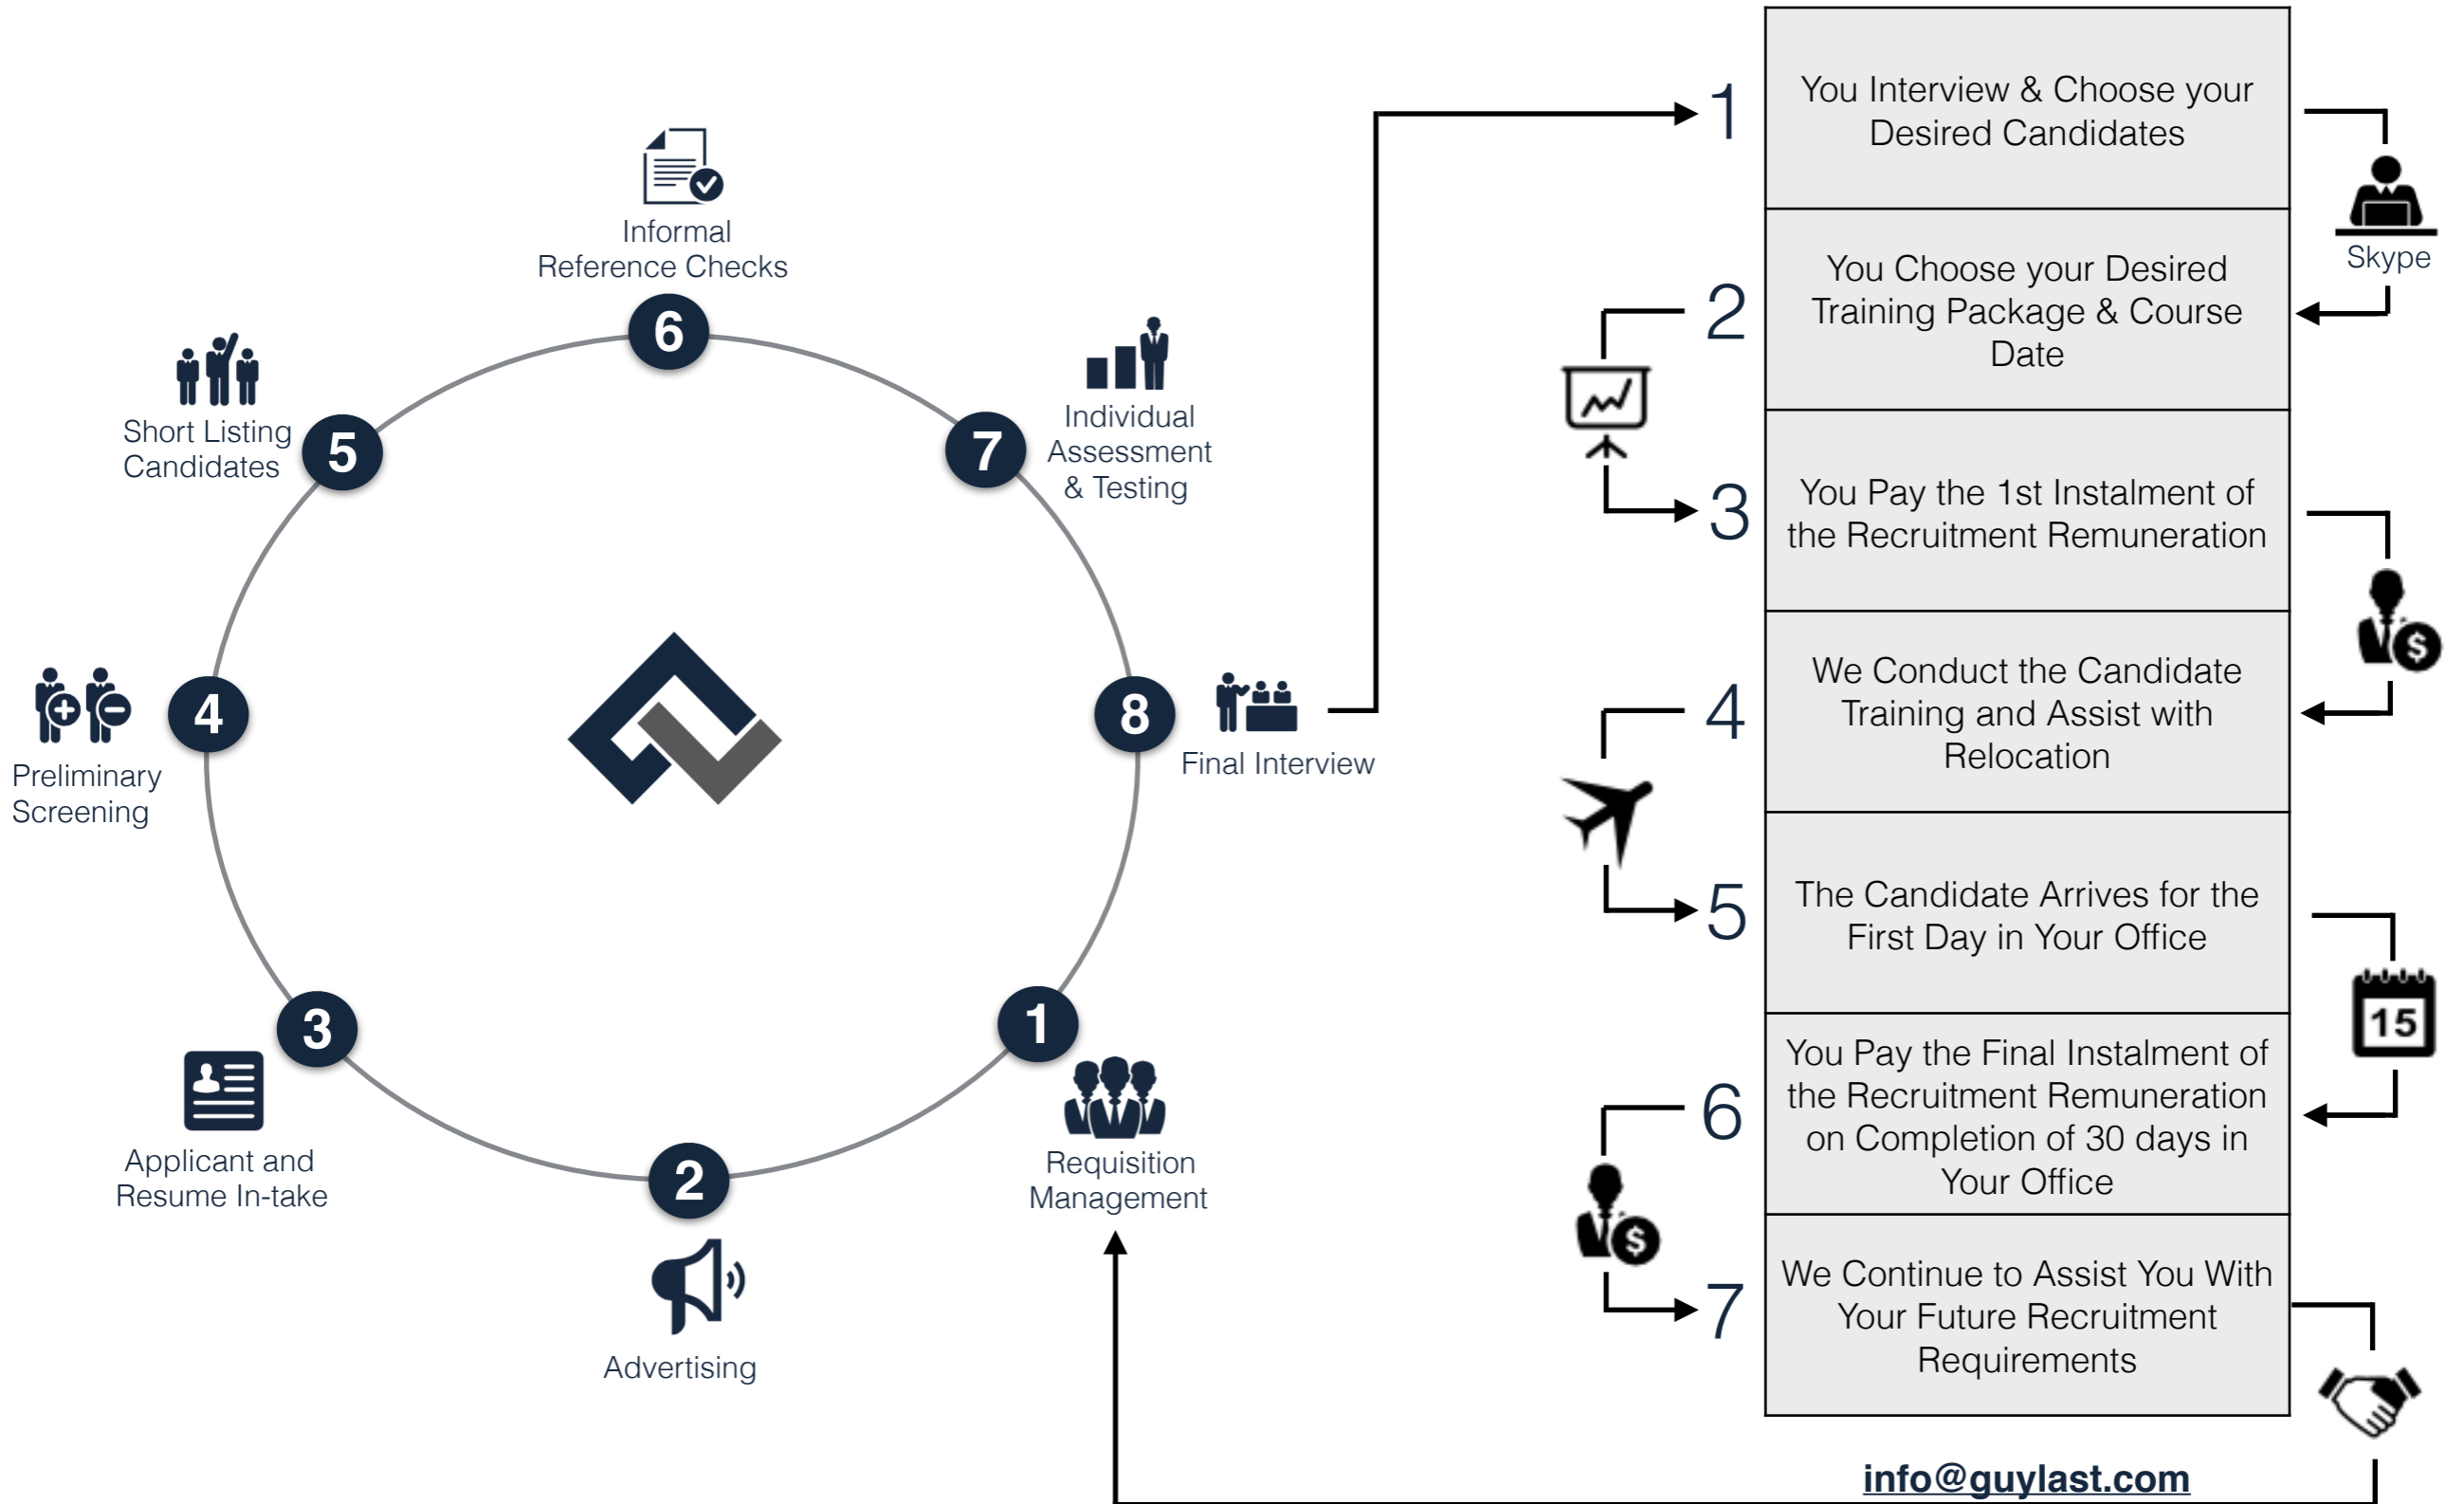 6
Informal
Reference Checks
5
Short Listing
Candidates
7
Individual
Assessment
& Testing
4
Preliminary
Screening
8
Final Interview
3
Applicant and
Resume In-take
1
Requisition
Management
2
Advertising
1
You Interview & Choose your
Desired Candidates
Skype
2
You Choose your Desired
Training Package & Course
Date
3
You Pay the 1st Instalment of
the Recruitment Remuneration
$
4
We Conduct the Candidate
Training and Assist with
Relocation
5
The Candidate Arrives for the
First Day in Your Office
15
6
You Pay the Final Instalment of
the Recruitment Remuneration
on Completion of 30 days in
Your Office
$
7
We Continue to Assist You With
Your Future Recruitment
Requirements
info@guylast.com